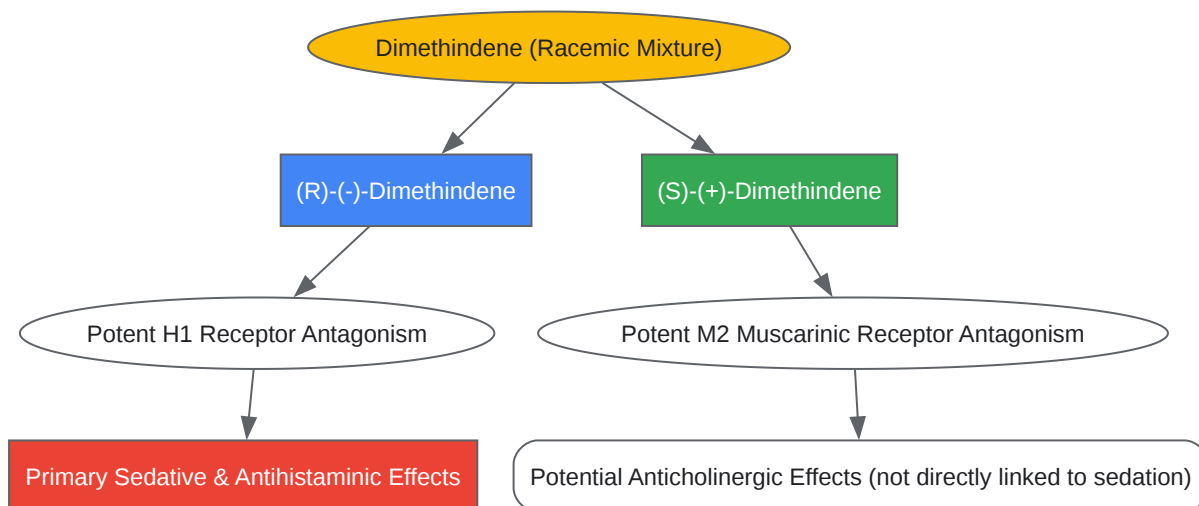 Dimethindene (Racemic Mixture)
(R)-(-)-Dimethindene
(S)-(+)-Dimethindene
Potent H1 Receptor Antagonism
Potent M2 Muscarinic Receptor Antagonism
Primary Sedative & Antihistaminic Effects
Potential Anticholinergic Effects (not directly linked to sedation)